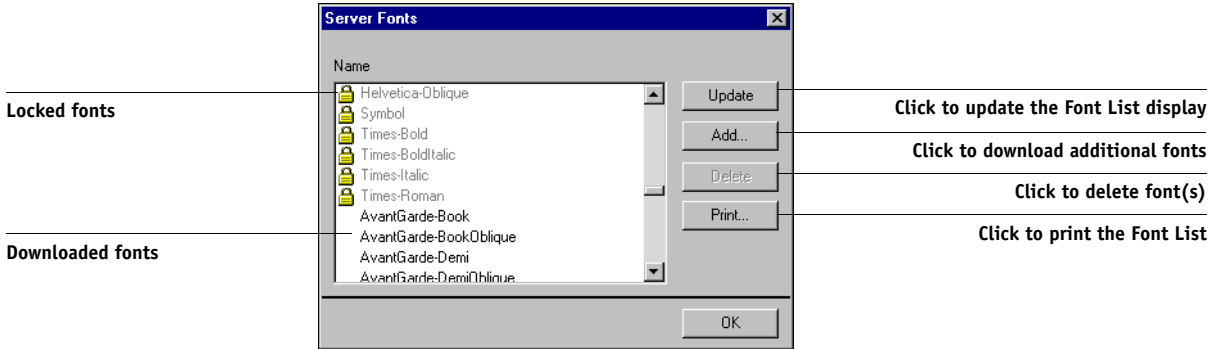 Server Fonts
Name
Helvetica-Oblique
Symbol
Times-Bold
Times-BoldItalic
Times-Italic
Times-Roman
AvantGarde-Book
AvantGarde-BookOblique
AvantGarde-Demi
AvantGarde-DemiOblique
Update
Add...
Delete
Print...
OK
Locked fonts
Downloaded fonts
Click to update the Font List display
Click to download additional fonts
Click to delete font(s)
Click to print the Font List